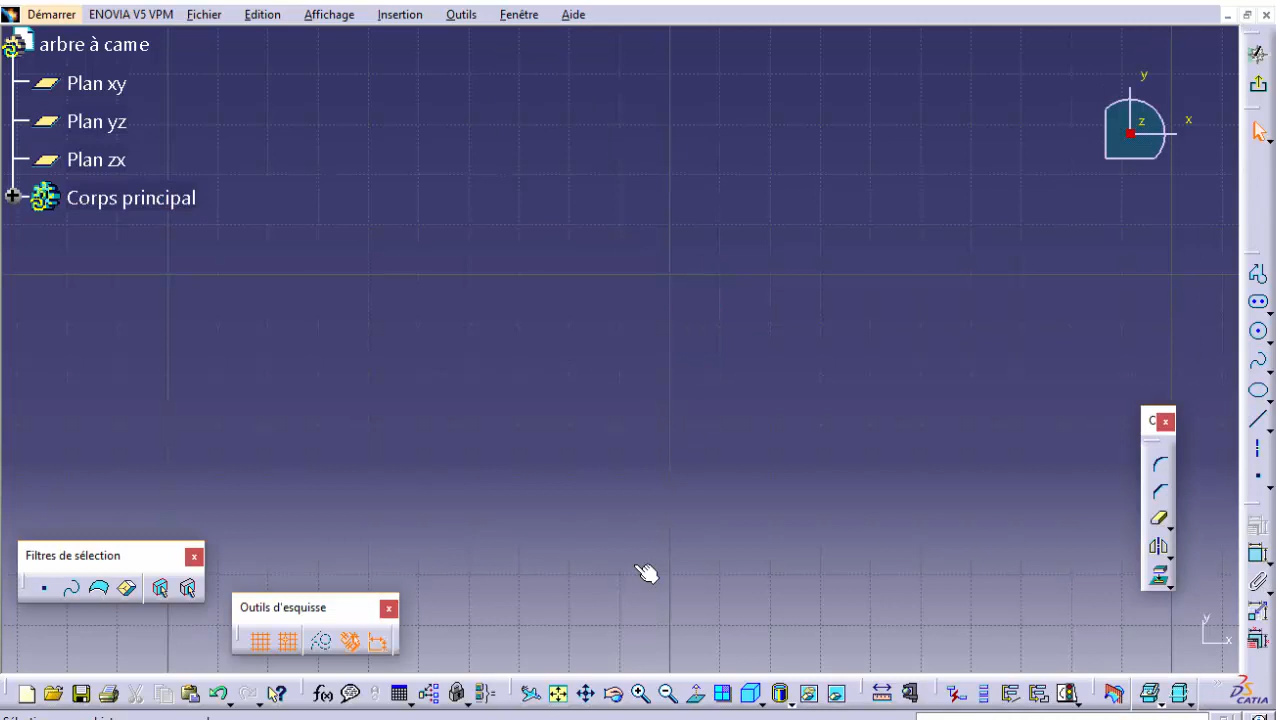 Démarrer ENOVIA V5 VPM Fichier Edition Affichage Insertion Outils Fenêtre Aide
arbre à came
Plan xy
Plan yz
Plan zx
Corps principal
y
x
z
C
Filtres de sélection
Outils d'esquisse
y
x
f(x)
CATIA